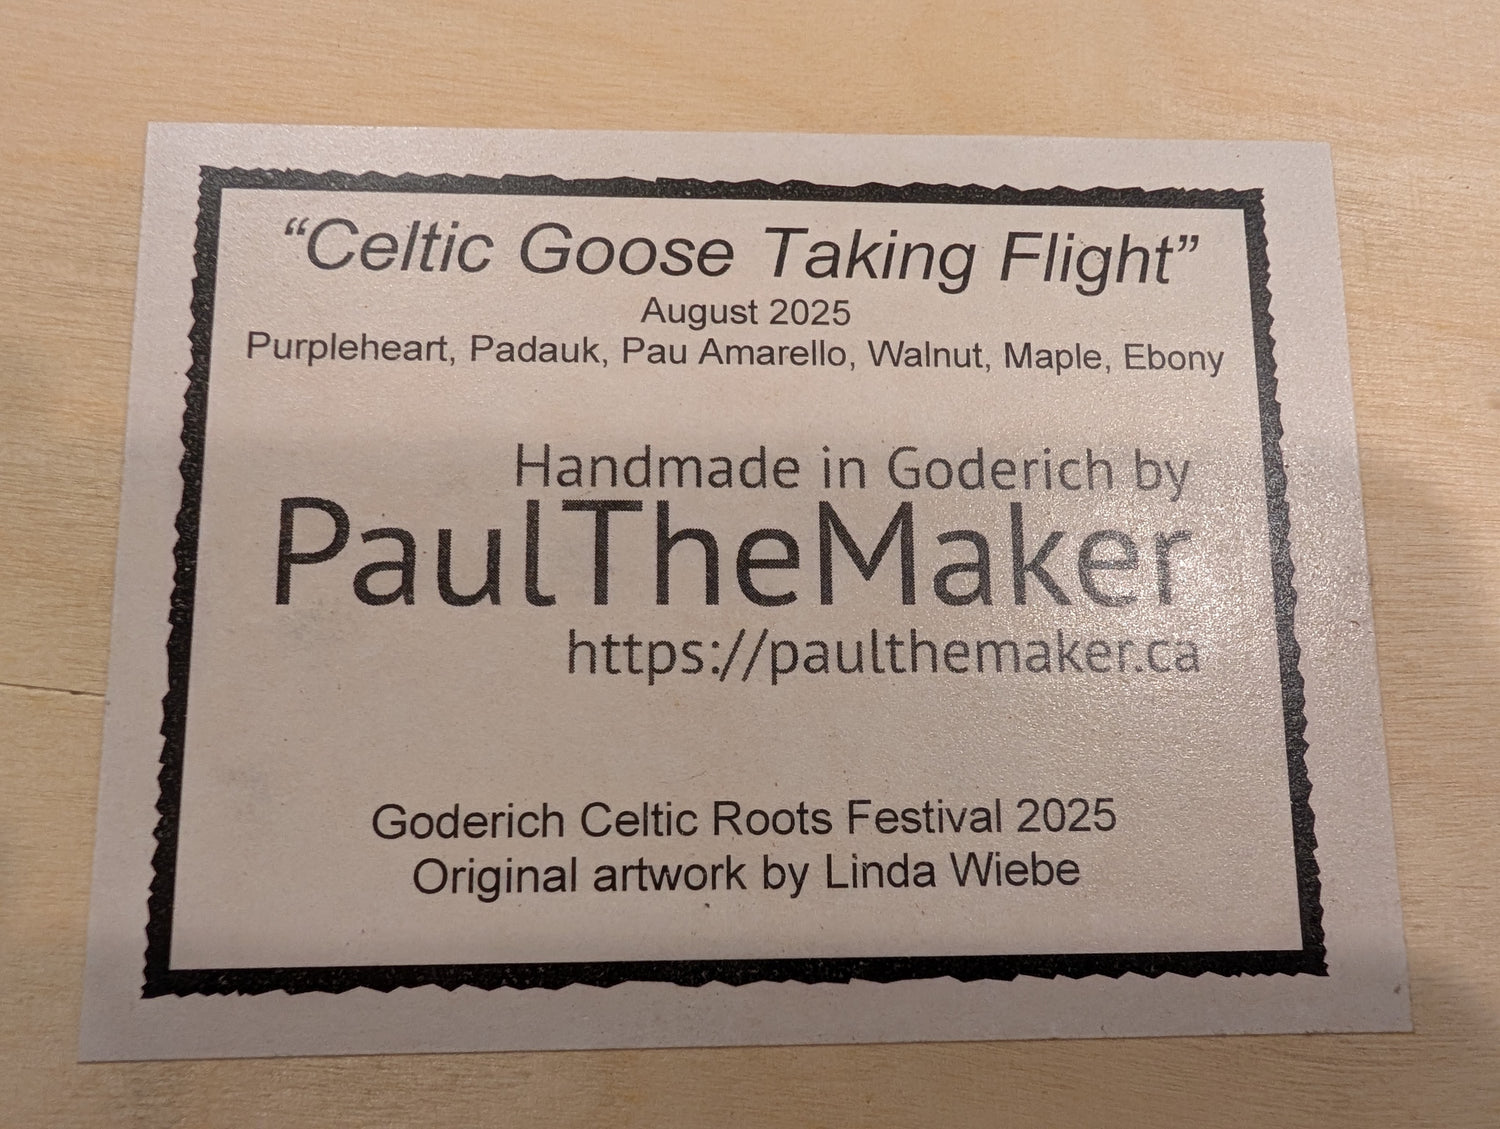 “Celtic Goose Taking Flight”
August 2025
Purpleheart, Padauk, Pau Amarello, Walnut, Maple, Ebony
Handmade in Goderich by
PaulTheMaker
https://paulthemaker.ca
Goderich Celtic Roots Festival 2025
Original artwork by Linda Wiebe